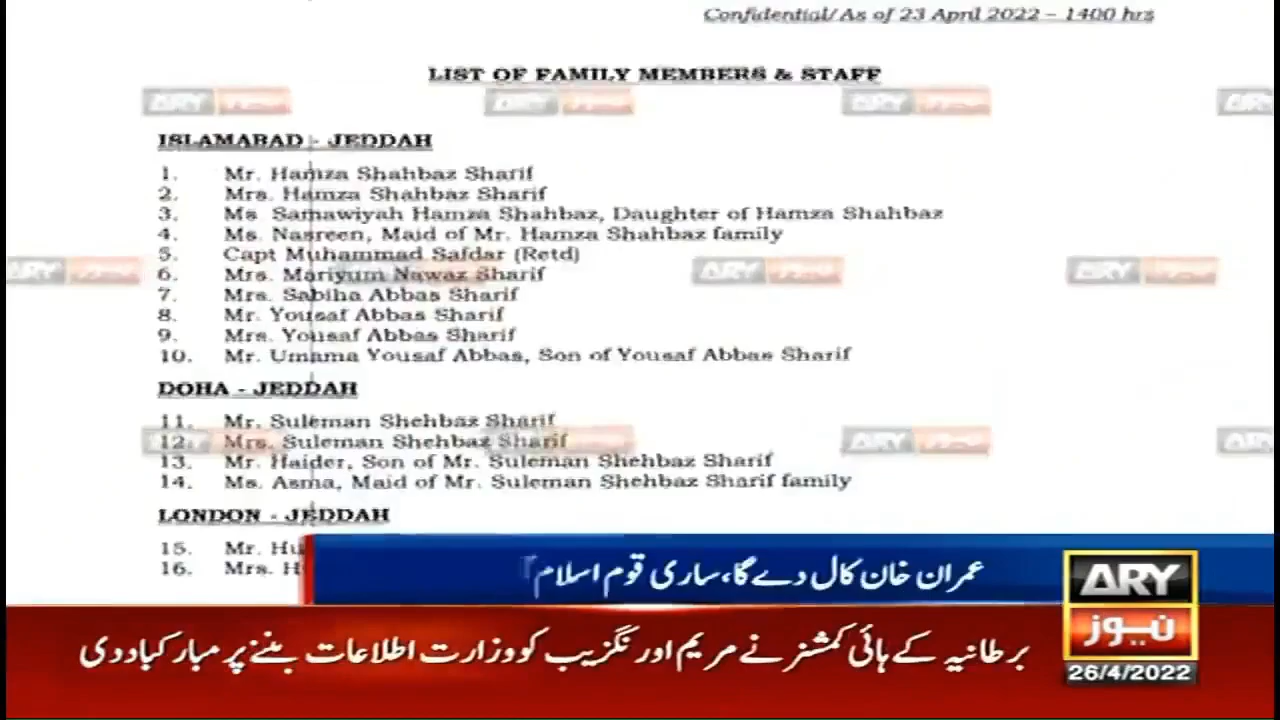 Confidential/As of 23 April 2022 – 1400 hrs
LIST OF FAMILY MEMBERS & STAFF
ISLAMABAD - JEDDAH
1. Mr. Hamza Shahbaz Sharif
2. Mrs. Hamza Shahbaz Sharif
3. Ms Samawiyah Hamza Shahbaz, Daughter of Hamza Shahbaz
4. Ms. Nasreen, Maid of Mr. Hamza Shahbaz family
5. Capt Muhammad Safdar (Retd)
6. Mrs. Mariyum Nawaz Sharif
7. Mrs. Sabiha Abbas Sharif
8. Mr. Yousaf Abbas Sharif
9. Mrs. Yousaf Abbas Sharif
10. Mr. Umama Yousaf Abbas, Son of Yousaf Abbas Sharif
DOHA - JEDDAH
11. Mr. Suleman Shehbaz Sharif
12. Mrs. Suleman Shehbaz Sharif
13. Mr. Haider, Son of Mr. Suleman Shehbaz Sharif
14. Ms. Asma, Maid of Mr. Suleman Shehbaz Sharif family
LONDON - JEDDAH
15. Mr. Hu
16. Mrs. H
عمران خان کال دے گا، ساری قوم اسلام آ
ARY
نیوز
برطانیہ کے ہائی کمشنر نے مریم اورنگزیب کو وزارت اطلاعات بننے پر مبارکباد دی
26/4/2022